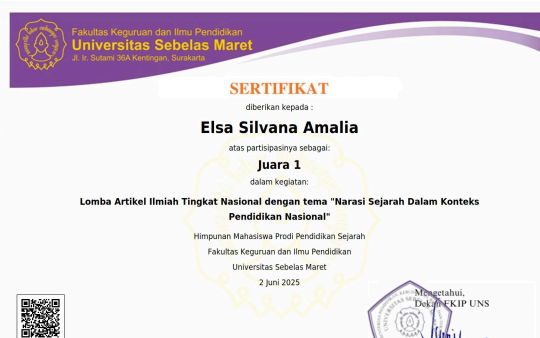 Fakultas Keguruan dan Ilmu Pendidikan
Universitas Sebelas Maret
Jl. Ir. Sutami 36A Kentingan, Surakarta
SERTIFIKAT
diberikan kepada :
Elsa Silvana Amalia
atas partisipasinya sebagai:
Juara 1
dalam kegiatan:
Lomba Artikel Ilmiah Tingkat Nasional dengan tema "Narasi Sejarah Dalam Konteks
Pendidikan Nasional"
Himpunan Mahasiswa Prodi Pendidikan Sejarah
Fakultas Keguruan dan Ilmu Pendidikan
Universitas Sebelas Maret
2 Juni 2025
Mengetahui,
Dekan FKIP UNS